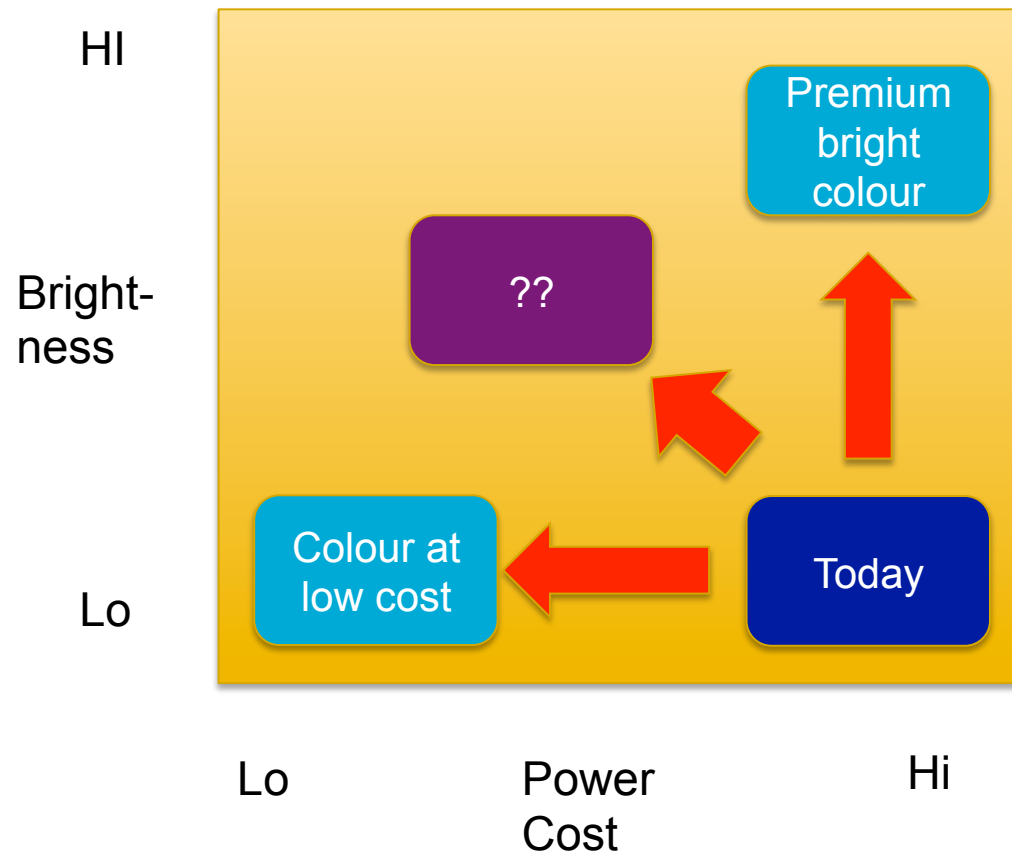 HI
Premium
bright
colour
??
Bright-
ness
Colour at
low cost
Today
Lo
Lo
Power
Cost
Hi